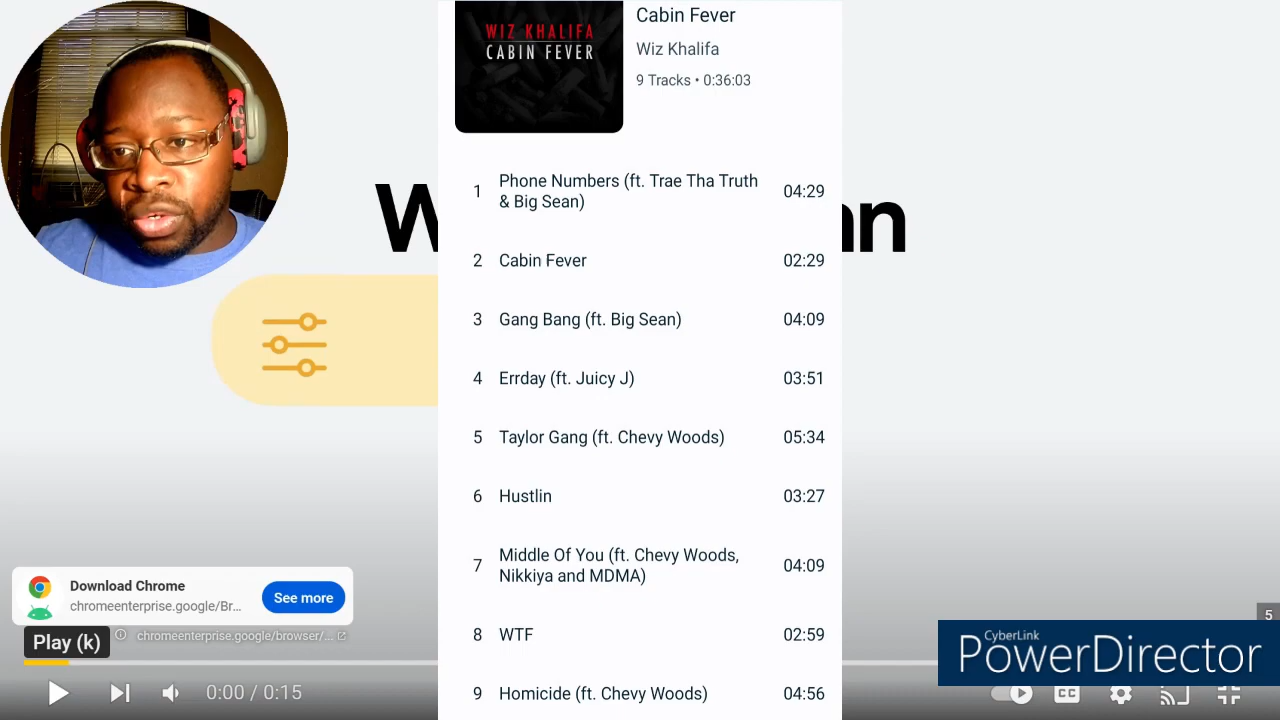 WIZ KHALIFA
CABIN FEVER
Cabin Fever
Wiz Khalifa
9 Tracks • 0:36:03
1 Phone Numbers (ft. Trae Tha Truth
& Big Sean) 04:29
2 Cabin Fever 02:29
3 Gang Bang (ft. Big Sean) 04:09
4 Errday (ft. Juicy J) 03:51
5 Taylor Gang (ft. Chevy Woods) 05:34
6 Hustlin 03:27
7 Middle Of You (ft. Chevy Woods,
Nikkiya and MDMA) 04:09
8 WTF 02:59
9 Homicide (ft. Chevy Woods) 04:56
Download Chrome
chromeenterprise.google/Br...
See more
Play (k)
chromeenterprise.google/browser/...
0:00 / 0:15
5
CC
CyberLink
PowerDirector